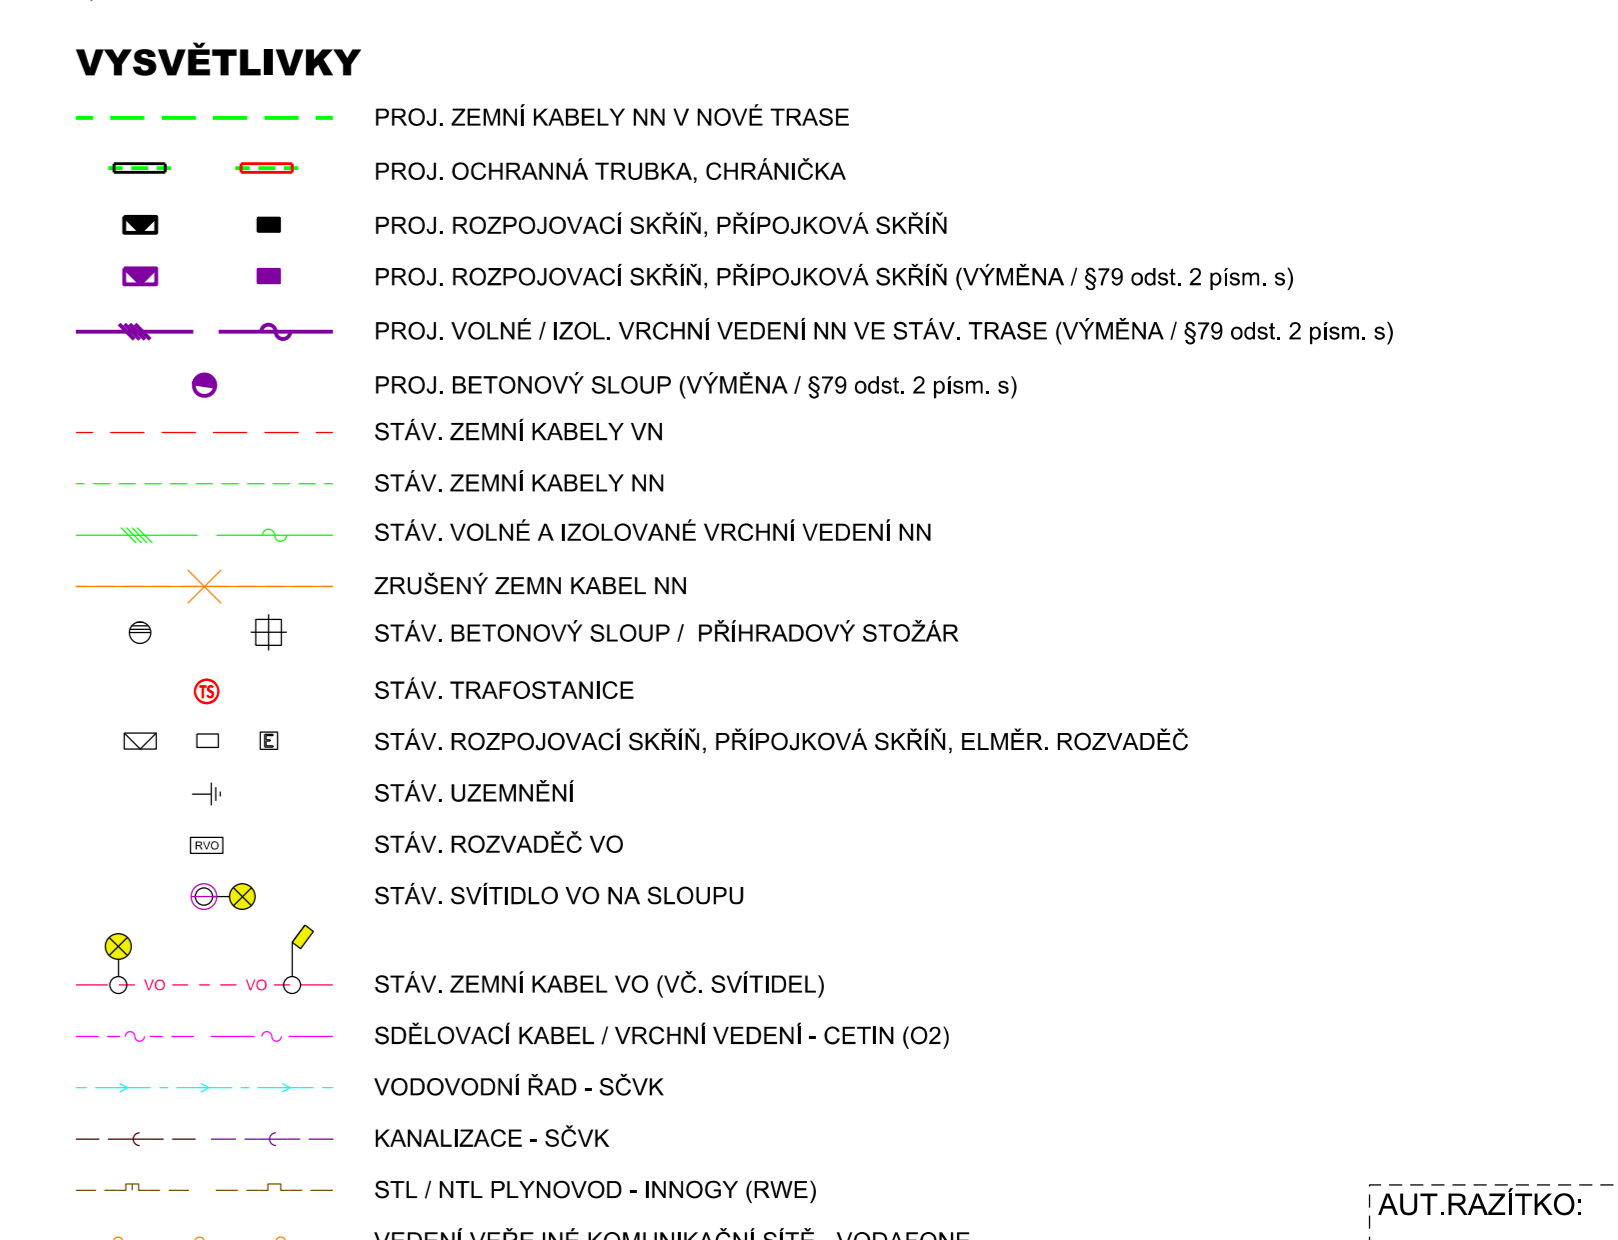 VYSVĚTLIVKY
PROJ. ZEMNÍ KABELY NN V NOVÉ TRASE
PROJ. OCHRANNÁ TRUBKA, CHRÁNIČKA
PROJ. ROZPOJOVACÍ SKŘÍŇ, PŘÍPOJKOVÁ SKŘÍŇ
PROJ. ROZPOJOVACÍ SKŘÍŇ, PŘÍPOJKOVÁ SKŘÍŇ (VÝMĚNA / §79 odst. 2 písm. s)
PROJ. VOLNÉ / IZOL. VRCHNÍ VEDENÍ NN VE STÁV. TRASE (VÝMĚNA / §79 odst. 2 písm. s)
PROJ. BETONOVÝ SLOUP (VÝMĚNA / §79 odst. 2 písm. s)
STÁV. ZEMNÍ KABELY VN
STÁV. ZEMNÍ KABELY NN
STÁV. VOLNÉ A IZOLOVANÉ VRCHNÍ VEDENÍ NN
ZRUŠENÝ ZEMN KABEL NN
STÁV. BETONOVÝ SLOUP / PŘÍHRADOVÝ STOŽÁR
TS STÁV. TRAFOSTANICE
E STÁV. ROZPOJOVACÍ SKŘÍŇ, PŘÍPOJKOVÁ SKŘÍŇ, ELMĚR. ROZVADĚČ
STÁV. UZEMNĚNÍ
RVO STÁV. ROZVADĚČ VO
STÁV. SVÍTIDLO VO NA SLOUPU
VO VO STÁV. ZEMNÍ KABEL VO (VČ. SVÍTIDEL)
SDĚLOVACÍ KABEL / VRCHNÍ VEDENÍ - CETIN (O2)
VODOVODNÍ ŘAD - SČVK
KANALIZACE - SČVK
STL / NTL PLYNOVOD - INNOGY (RWE)
AUT.RAZÍTKO:
VEDENÍ VEŘEJNÉ KOMUNIKAČNÍ SÍTĚ - VODAFONE